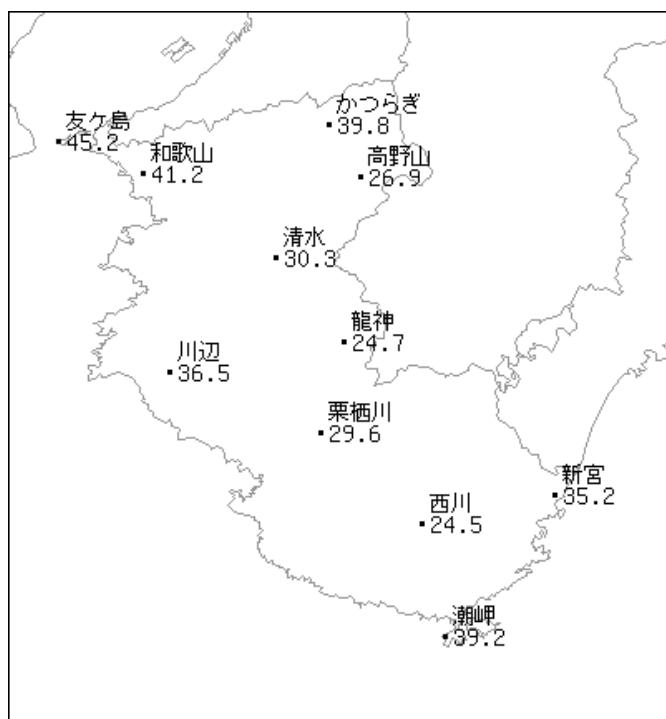 かつらぎ
39.8
友ケ島
45.2
和歌山
41.2
高野山
26.9
清水
30.3
龍神
24.7
川辺
36.5
栗栖川
29.6
新宮
35.2
西川
24.5
潮岬
39.2